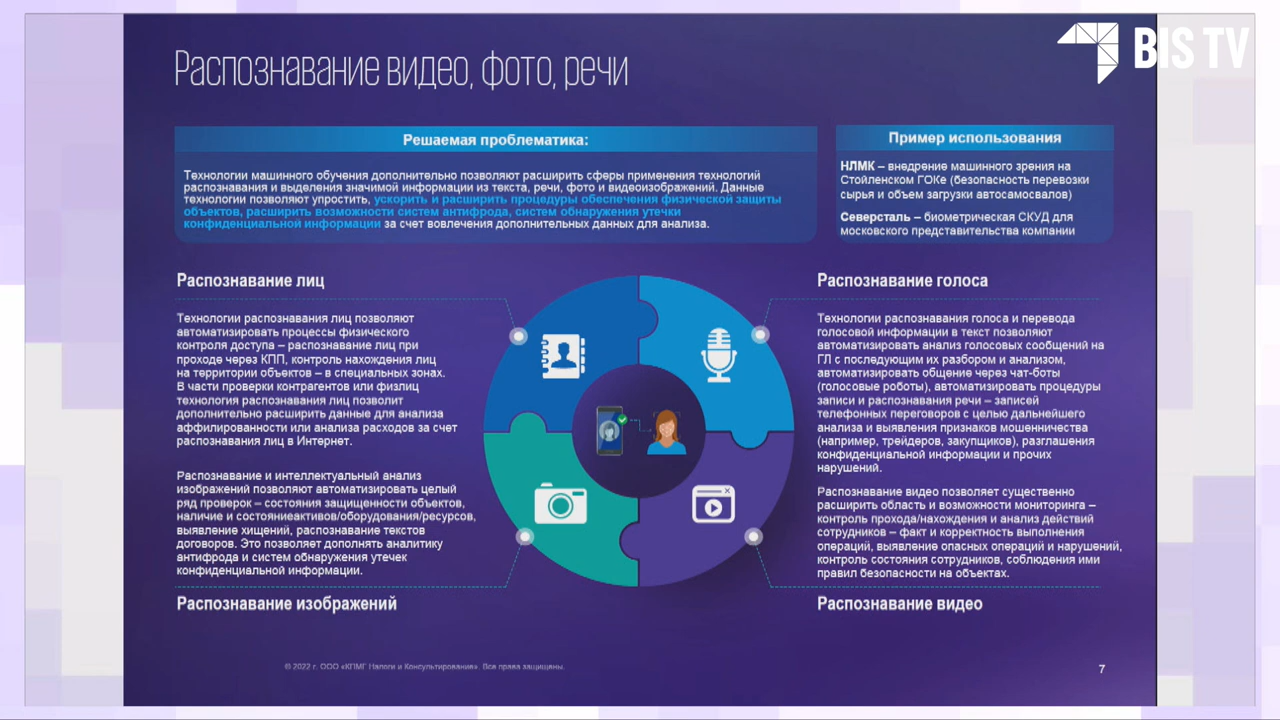 BIS TV
Распознавание видео, фото, речи
Решаемая проблематика:
Технологии машинного обучения дополнительно позволяют расширить сферы применения технологий
распознавания и выделения значимой информации из текста, речи, фото и видеоизображений. Данные
технологии позволяют упростить, ускорить и расширить процедуры обеспечения физической защиты
объектов, расширить возможности систем антифрода, систем обнаружения утечки
конфиденциальной информации за счет вовлечения дополнительных данных для анализа.
Пример использования
НЛМК – внедрение машинного зрения на
Стойленском ГОКе (безопасность перевозки
сырья и объем загрузки автосамосвалов)
Северсталь – биометрическая СКУД для
московского представительства компании
Распознавание лиц
Технологии распознавания лиц позволяют
автоматизировать процессы физического
контроля доступа – распознавание лиц при
проходе через КПП, контроль нахождения лиц
на территории объектов – в специальных зонах.
В части проверки контрагентов или физлиц
технология распознавания лиц позволит
дополнительно расширить данные для анализа
аффилированности или анализа расходов за счет
распознавания лиц в Интернет.
Распознавание и интеллектуальный анализ
изображений позволяют автоматизировать целый
ряд проверок – состояния защищенности объектов,
наличие и состояниеактивов/оборудования/ресурсов,
выявление хищений, распознавание текстов
договоров. Это позволяет дополнять аналитику
антифрода и систем обнаружения утечек
конфиденциальной информации.
Распознавание изображений
Распознавание голоса
Технологии распознавания голоса и перевода
голосовой информации в текст позволяют
автоматизировать анализ голосовых сообщений на
ГЛ с последующим их разбором и анализом,
автоматизировать общение через чат-боты
(голосовые роботы), автоматизировать процедуры
записи и распознавания речи – записей
телефонных переговоров с целью дальнейшего
анализа и выявления признаков мошенничества
(например, трейдеров, закупщиков), разглашения
конфиденциальной информации и прочих
нарушений.
Распознавание видео позволяет существенно
расширить область и возможности мониторинга –
контроль прохода/нахождения и анализ действий
сотрудников – факт и корректность выполнения
операций, выявление опасных операций и нарушений,
контроль состояния сотрудников, соблюдения ими
правил безопасности на объектах.
Распознавание видео
© 2022 г. ООО «КПМГ Налоги и Консультирование». Все права защищены.
7